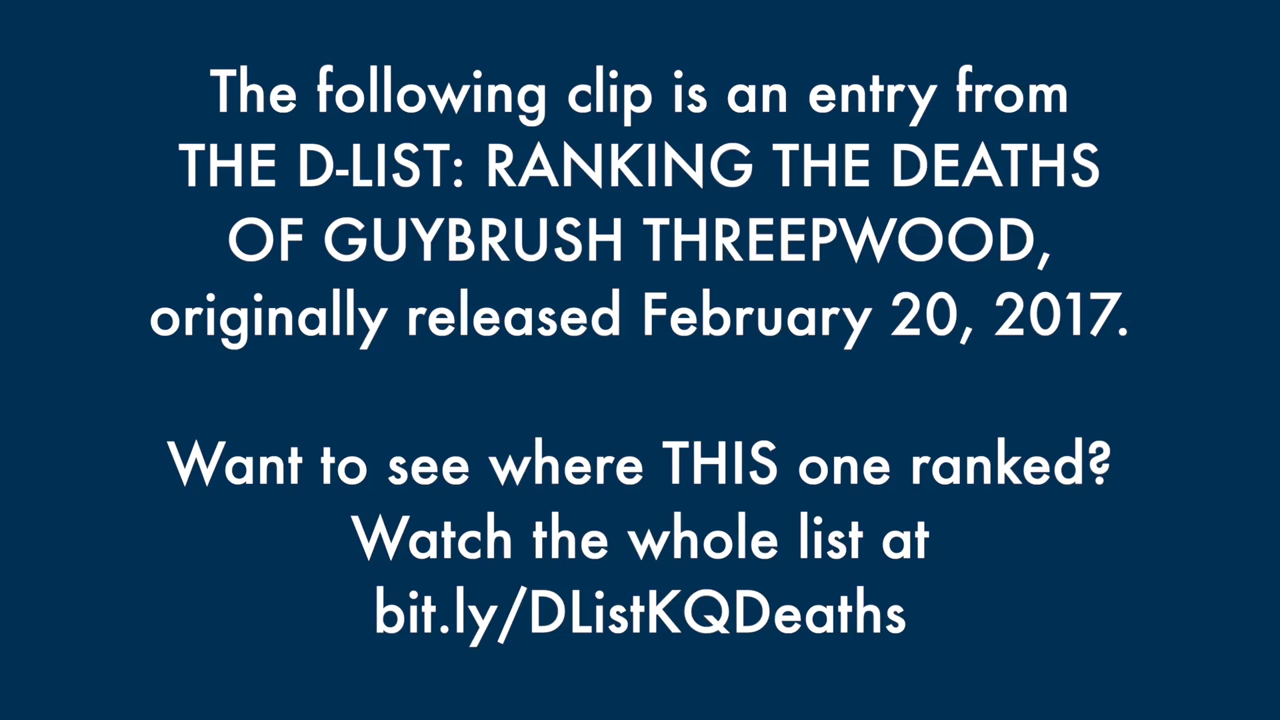 The following clip is an entry from
THE D-LIST: RANKING THE DEATHS
OF GUYBRUSH THREEPWOOD,
originally released February 20, 2017.
Want to see where THIS one ranked?
Watch the whole list at
bit.ly/DListKQDeaths